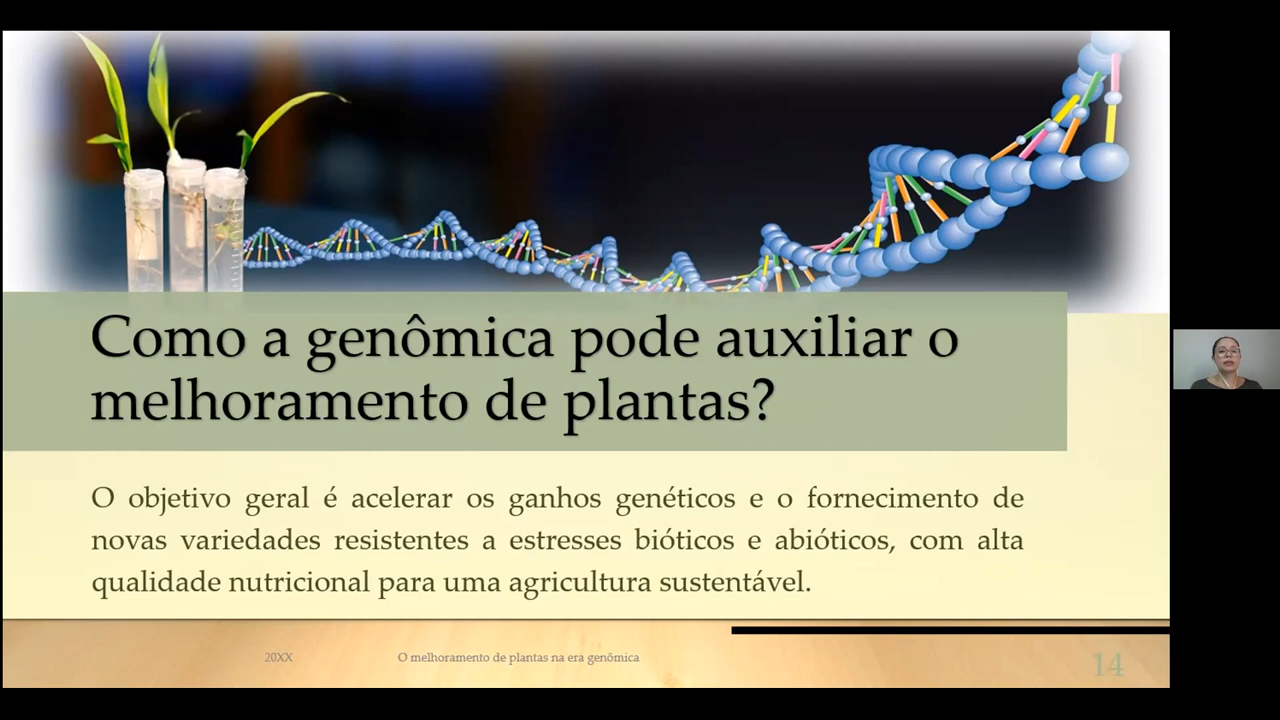 Como a genômica pode auxiliar o
melhoramento de plantas?
O objetivo geral é acelerar os ganhos genéticos e o fornecimento de
novas variedades resistentes a estresses bióticos e abióticos, com alta
qualidade nutricional para uma agricultura sustentável.
20XX
O melhoramento de plantas na era genômica
14